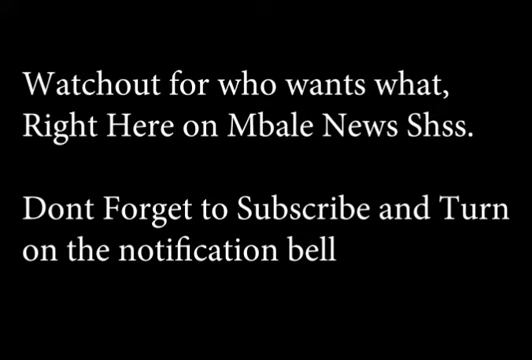 Watchout for who wants what,
Right Here on Mbale News Shss.
Dont Forget to Subscribe and Turn
on the notification bell